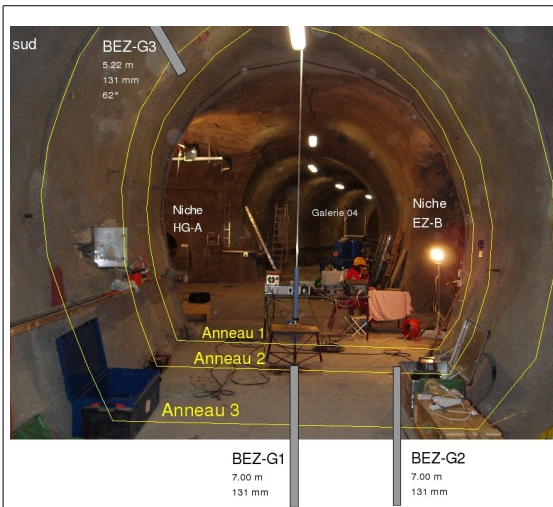 sud
BEZ-G3
5.22 m
131 mm
62°
Niche
HG-A
Galerie 04
Niche
EZ-B
Anneau 1
Anneau 2
Anneau 3
BEZ-G1
7.00 m
131 mm
BEZ-G2
7.00 m
131 mm